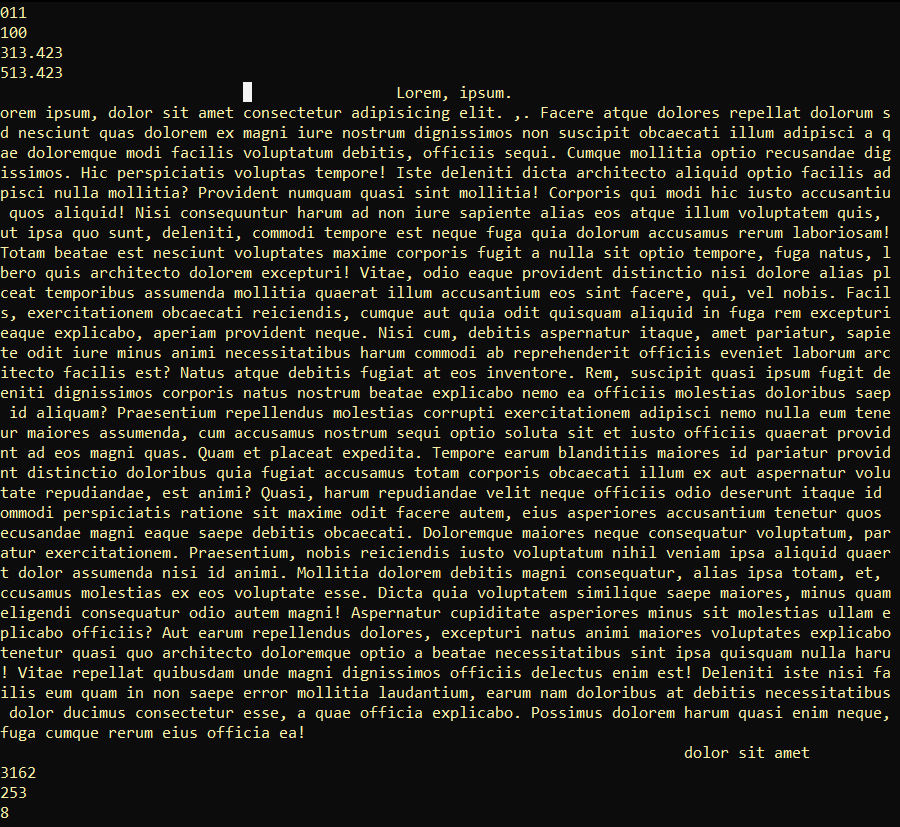 011
100
313.423
513.423
Lorem, ipsum.
orem ipsum, dolor sit amet consectetur adipisicing elit. ,. Facere atque dolores repellat dolorum s
d nesciunt quas dolorem ex magni iure nostrum dignissimos non suscipit obcaecati illum adipisci a q
ae doloremque modi facilis voluptatum debitis, officiis sequi. Cumque mollitia optio recusandae dig
issimos. Hic perspiciatis voluptas tempore! Iste deleniti dicta architecto aliquid optio facilis ad
pisci nulla mollitia? Provident numquam quasi sint mollitia! Corporis qui modi hic iusto accusantiu
quos aliquid! Nisi consequuntur harum ad non iure sapiente alias eos atque illum voluptatem quis,
ut ipsa quo sunt, deleniti, commodi tempore est neque fuga quia dolorum accusamus rerum laboriosam!
Totam beatae est nesciunt voluptates maxime corporis fugit a nulla sit optio tempore, fuga natus, l
bero quis architecto dolorem excepturi! Vitae, odio eaque provident distinctio nisi dolore alias pl
ceat temporibus assumenda mollitia quaerat illum accusantium eos sint facere, qui, vel nobis. Facil
s, exercitationem obcaecati reiciendis, cumque aut quia odit quisquam aliquid in fuga rem excepturi
eaque explicabo, aperiam provident neque. Nisi cum, debitis aspernatur itaque, amet pariatur, sapie
te odit iure minus animi necessitatibus harum commodi ab reprehenderit officiis eveniet laborum arc
itecto facilis est? Natus atque debitis fugiat at eos inventore. Rem, suscipit quasi ipsum fugit de
eniti dignissimos corporis natus nostrum beatae explicabo nemo ea officiis molestias doloribus saep
id aliquam? Praesentium repellendus molestias corrupti exercitationem adipisci nemo nulla eum tene
ur maiores assumenda, cum accusamus nostrum sequi optio soluta sit et iusto officiis quaerat provid
nt ad eos magni quas. Quam et placeat expedita. Tempore earum blanditiis maiores id pariatur provid
nt distinctio doloribus quia fugiat accusamus totam corporis obcaecati illum ex aut aspernatur volu
tate repudiandae, est animi? Quasi, harum repudiandae velit neque officiis odio deserunt itaque id
ommodi perspiciatis ratione sit maxime odit facere autem, eius asperiores accusantium tenetur quos
ecusandae magni eaque saepe debitis obcaecati. Doloremque maiores neque consequatur voluptatum, par
atur exercitationem. Praesentium, nobis reiciendis iusto voluptatum nihil veniam ipsa aliquid quaer
t dolor assumenda nisi id animi. Mollitia dolorem debitis magni consequatur, alias ipsa totam, et,
ccusamus molestias ex eos voluptate esse. Dicta quia voluptatem similique saepe maiores, minus quam
eligendi consequatur odio autem magni! Aspernatur cupiditate asperiores minus sit molestias ullam e
plicabo officiis? Aut earum repellendus dolores, excepturi natus animi maiores voluptates explicabo
tenetur quasi quo architecto doloremque optio a beatae necessitatibus sint ipsa quisquam nulla haru
! Vitae repellat quibusdam unde magni dignissimos officiis delectus enim est! Deleniti iste nisi fa
ilis eum quam in non saepe error mollitia laudantium, earum nam doloribus at debitis necessitatibus
dolor ducimus consectetur esse, a quae officia explicabo. Possimus dolorem harum quasi enim neque,
fuga cumque rerum eius officia ea!
dolor sit amet
3162
253
8